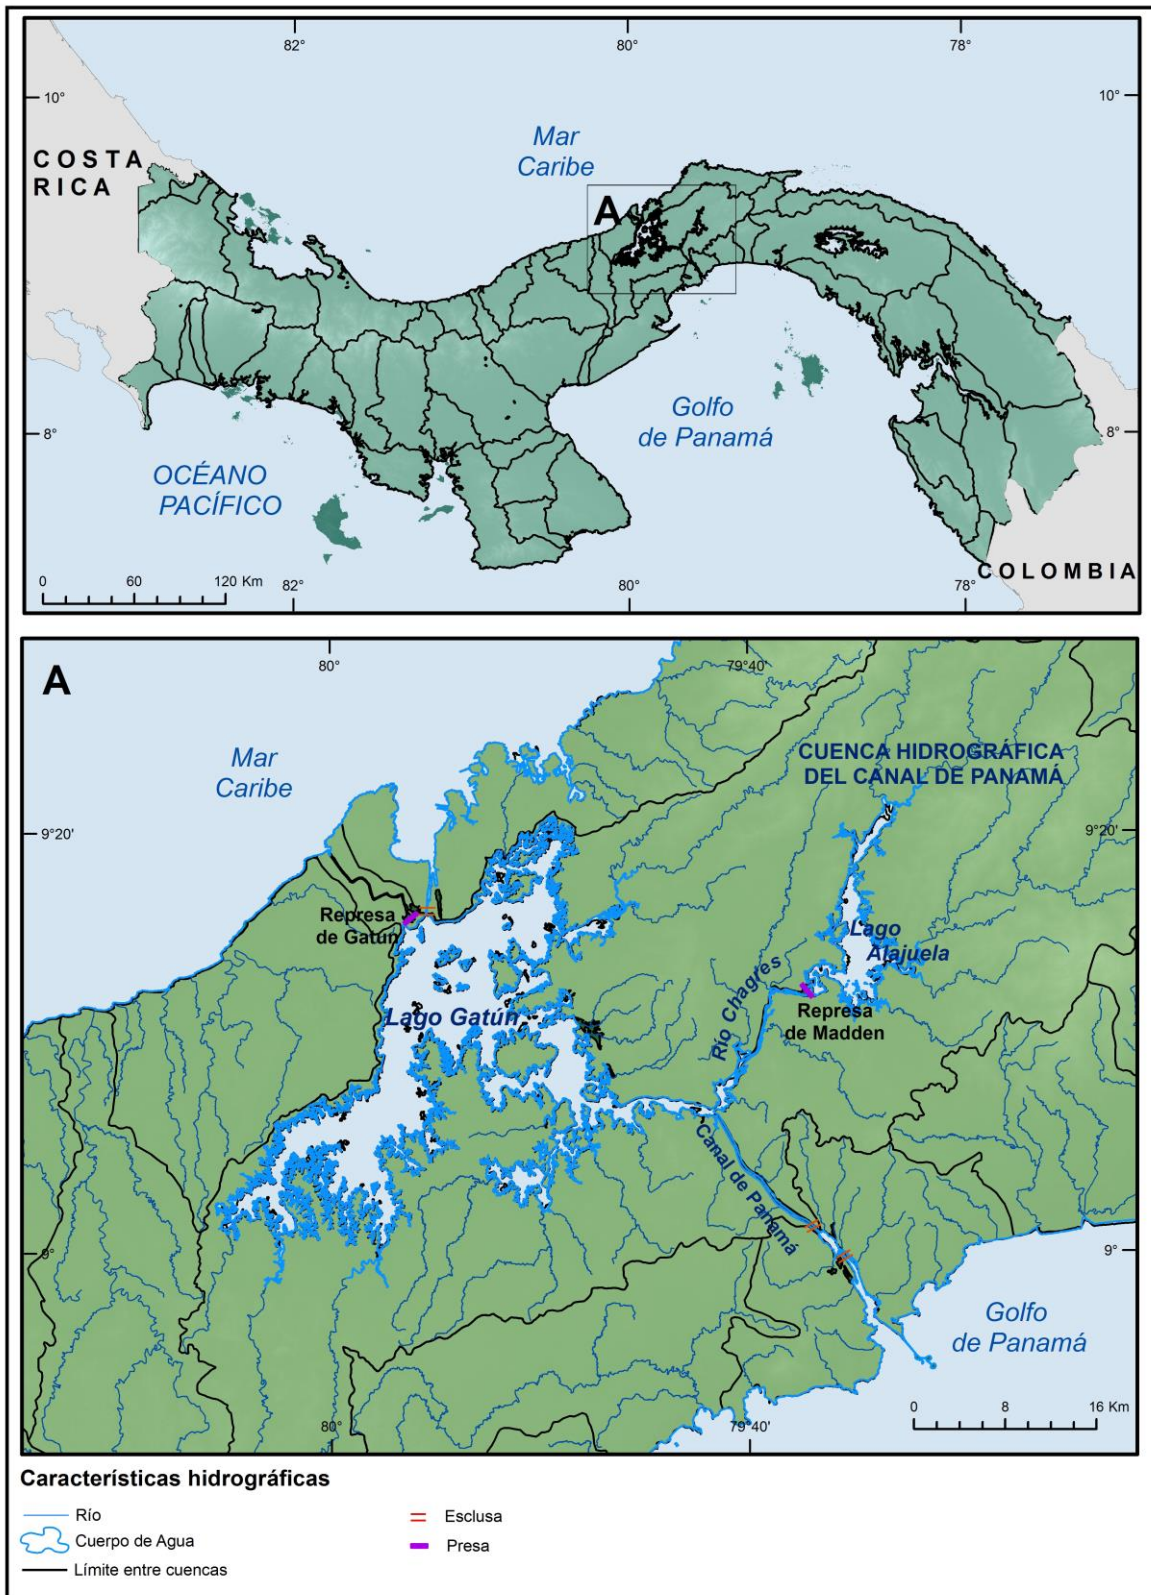 82°
80°
78°
10°
10°
COSTA
RICA
Mar
Caribe
A
Golfo
de Panamá
8°
8°
OCÉANO
PACÍFICO
0 60 120 Km
82°
80°
78°
COLOMBIA
A
80°
79°40'
Mar
Caribe
CUENCA HIDROGRÁFICA
DEL CANAL DE PANAMÁ
9°20'
9°20'
Represa
de Gatún
Lago
Alajuela
Lago Gatún
Río Chagres
Represa
de Madden
Canal de Panamá
9°
9°
Golfo
de Panamá
80°
79°40'
0 8 16 Km
Características hidrográficas
Río
Cuerpo de Agua
Límite entre cuencas
Esclusa
Presa